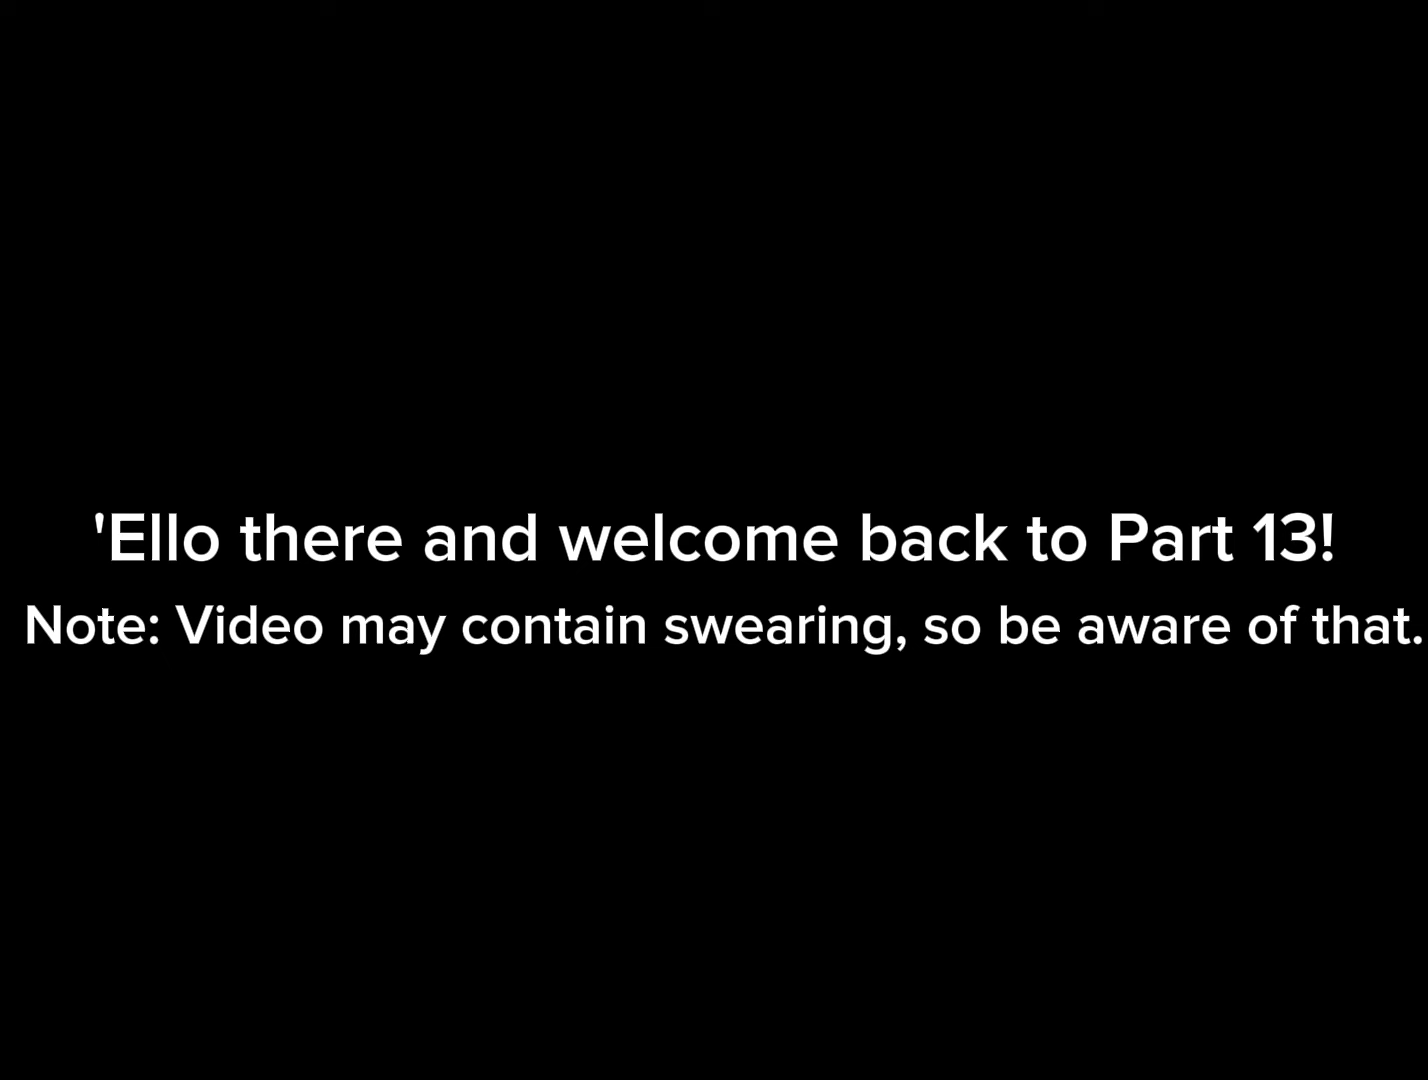 'Ello there and welcome back to Part 13!
Note: Video may contain swearing, so be aware of that.